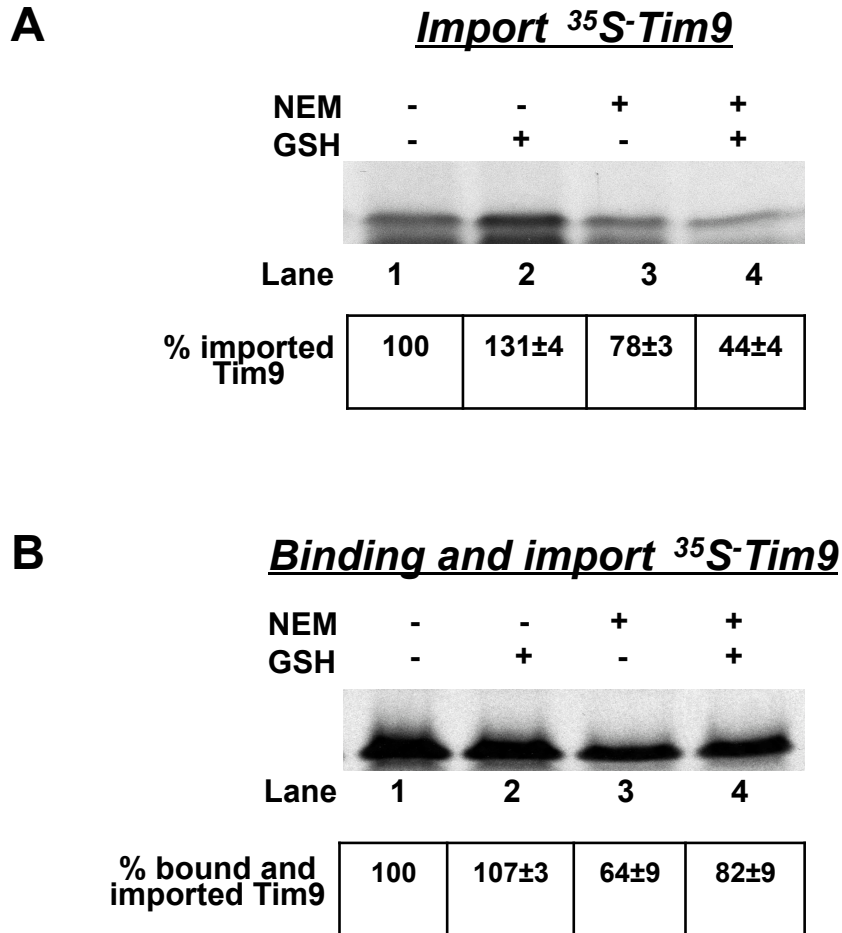 A
Import 35S-Tim9
NEM - - + +
GSH - + - +
Lane 1 2 3 4
% imported 100 131±4 78±3 44±4
Tim9
B
Binding and import 35S-Tim9
NEM - - + +
GSH - + - +
Lane 1 2 3 4
% bound and 100 107±3 64±9 82±9
imported Tim9